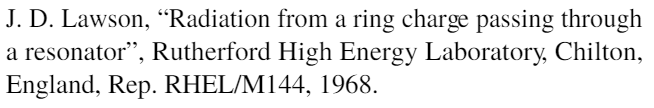 J. D. Lawson, “Radiation from a ring charge passing through
a resonator”, Rutherford High Energy Laboratory, Chilton,
England, Rep. RHEL/M144, 1968.